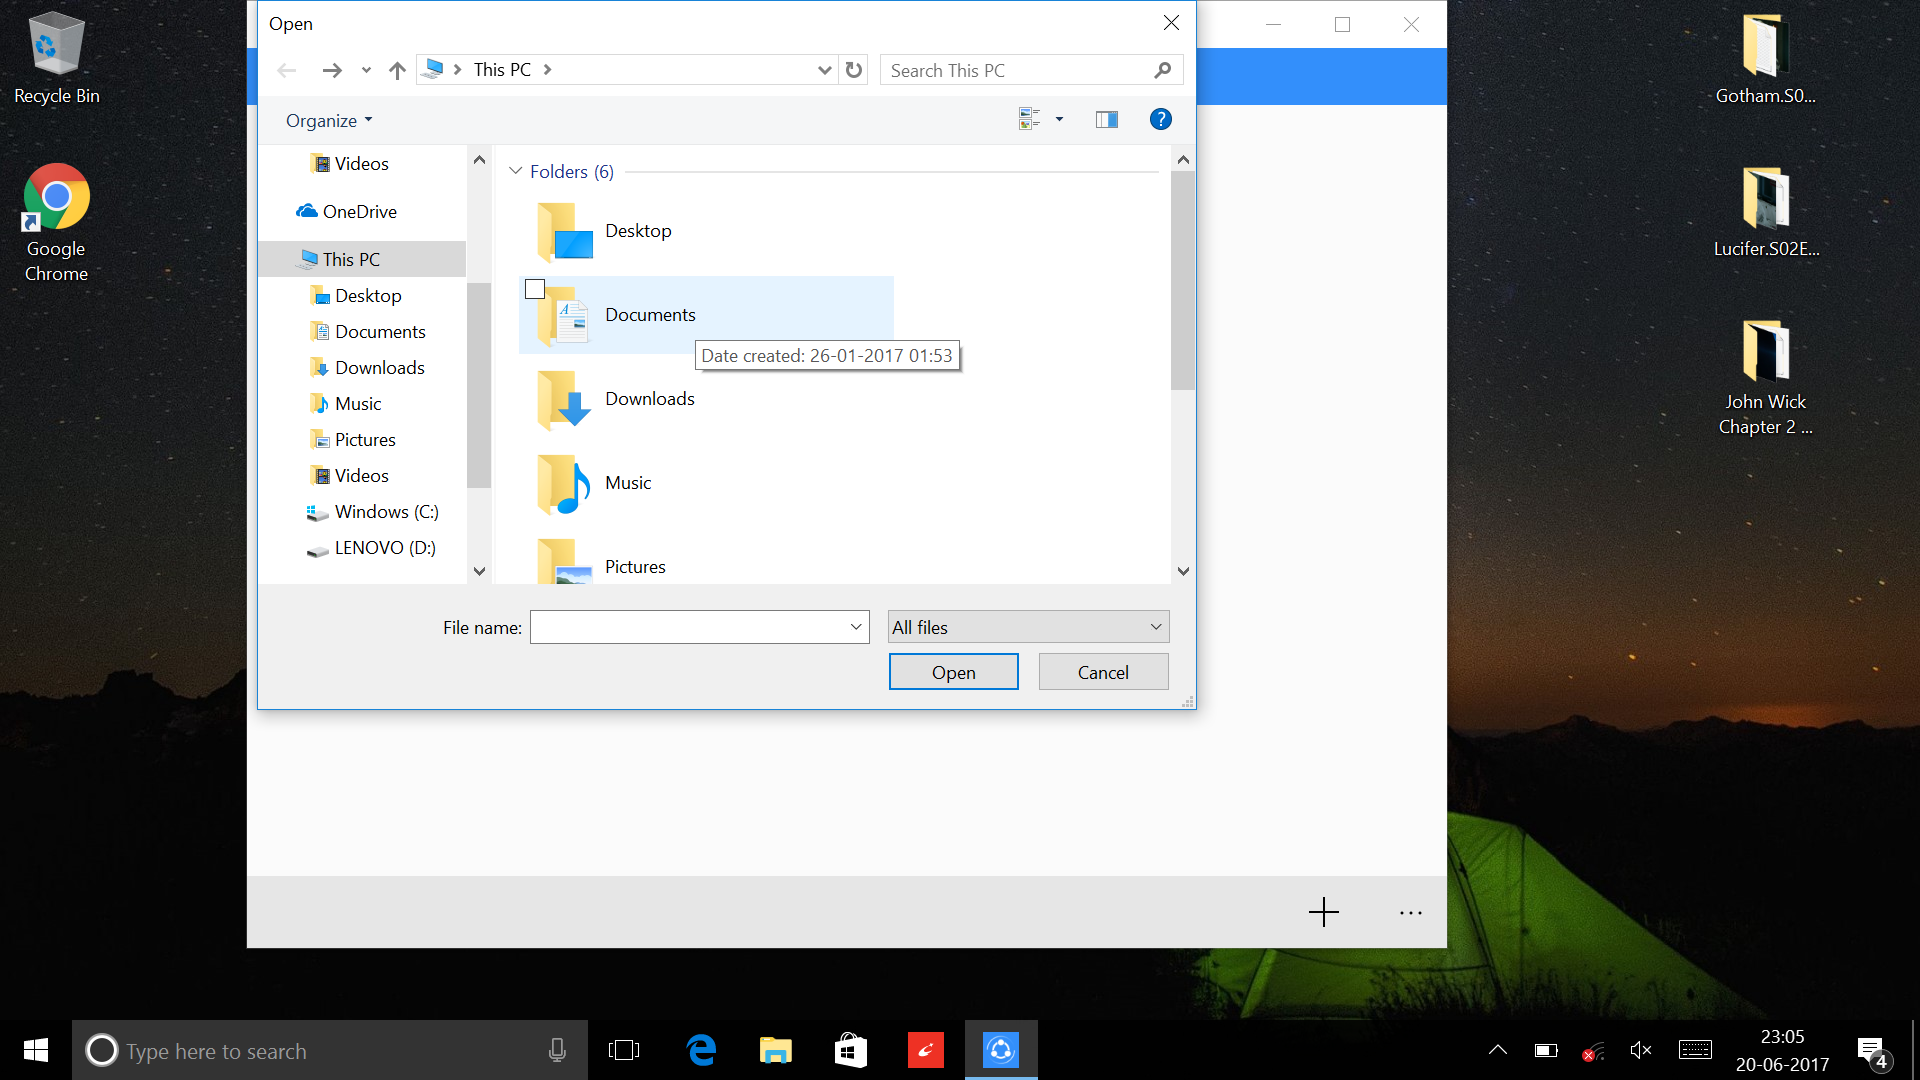 Open
This PC
Search This PC
Organize
?
Videos
OneDrive
This PC
Desktop
Documents
Downloads
Music
Pictures
Videos
Windows (C:)
LENOVO (D:)
Folders (6)
Desktop
Documents
Date created: 26-01-2017 01:53
Downloads
Music
Pictures
File name:
All files
Open
Cancel
Recycle Bin
Google
Chrome
Gotham.S0...
Lucifer.S02E...
John Wick
Chapter 2 ...
Type here to search
23:05
20-06-2017
4